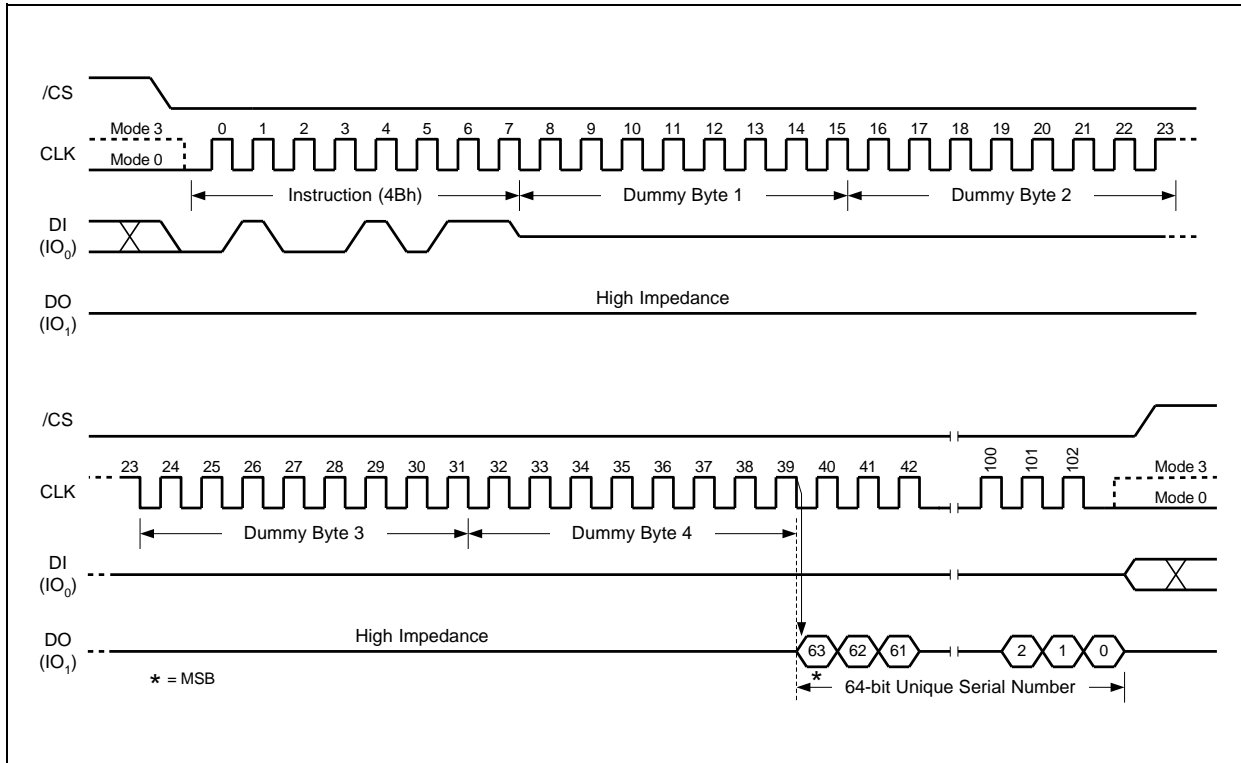 /CS
Mode 3 0 1 2 3 4 5 6 7 8 9 10 11 12 13 14 15 16 17 18 19 20 21 22 23
CLK
Mode 0
Instruction (4Bh) Dummy Byte 1 Dummy Byte 2
DI
(IO0)
High Impedance
DO
(IO1)
/CS
23 24 25 26 27 28 29 30 31 32 33 34 35 36 37 38 39 40 41 42 100 101 102 Mode 3
CLK
Mode 0
Dummy Byte 3 Dummy Byte 4
DI
(IO0)
High Impedance
DO
(IO1)
63 62 61 2 1 0
* = MSB
*
64-bit Unique Serial Number